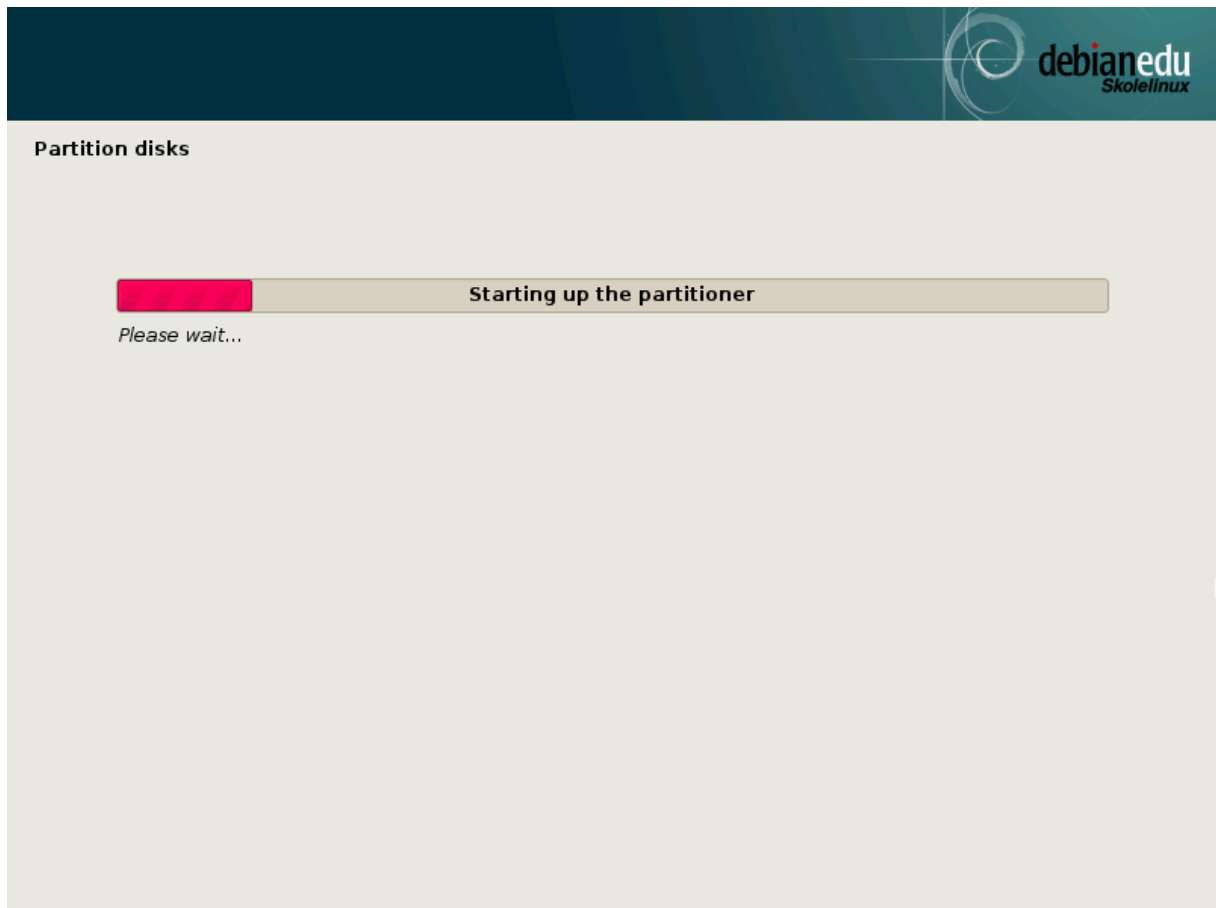 debianedu
Skolelinux
Partition disks
Starting up the partitioner
Please wait...